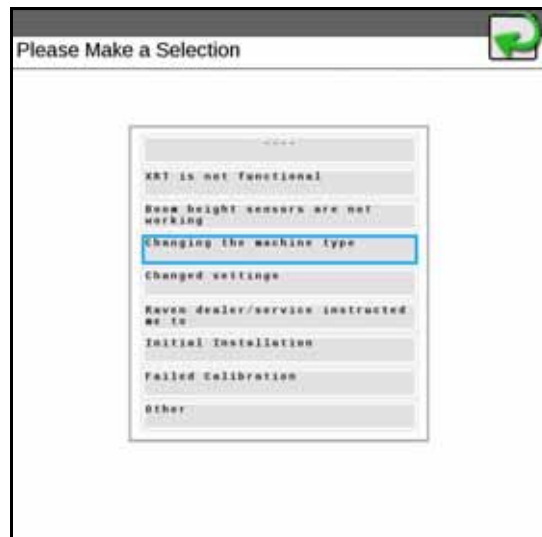 Please Make a Selection
----
XRT is not functional
Boom height sensors are not
working
Changing the machine type
Changed settings
Raven dealer/service instructed
me to
Initial Installation
Failed Calibration
Other